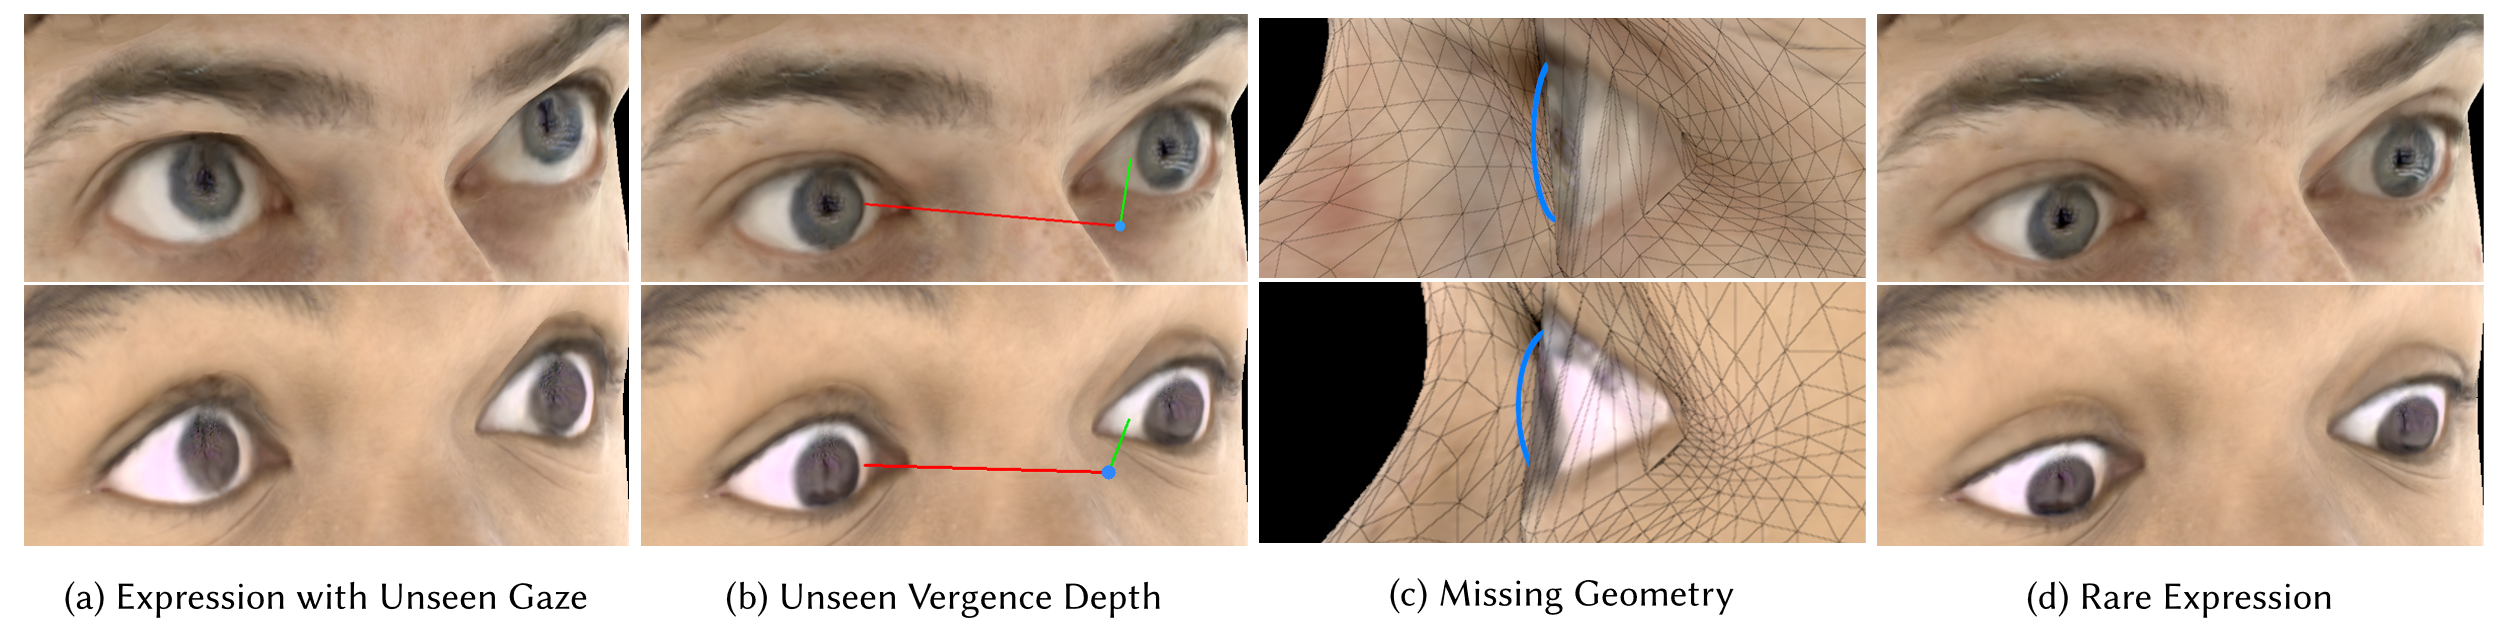 (a) Expression with Unseen Gaze
(b) Unseen Vergence Depth
(c) Missing Geometry
(d) Rare Expression